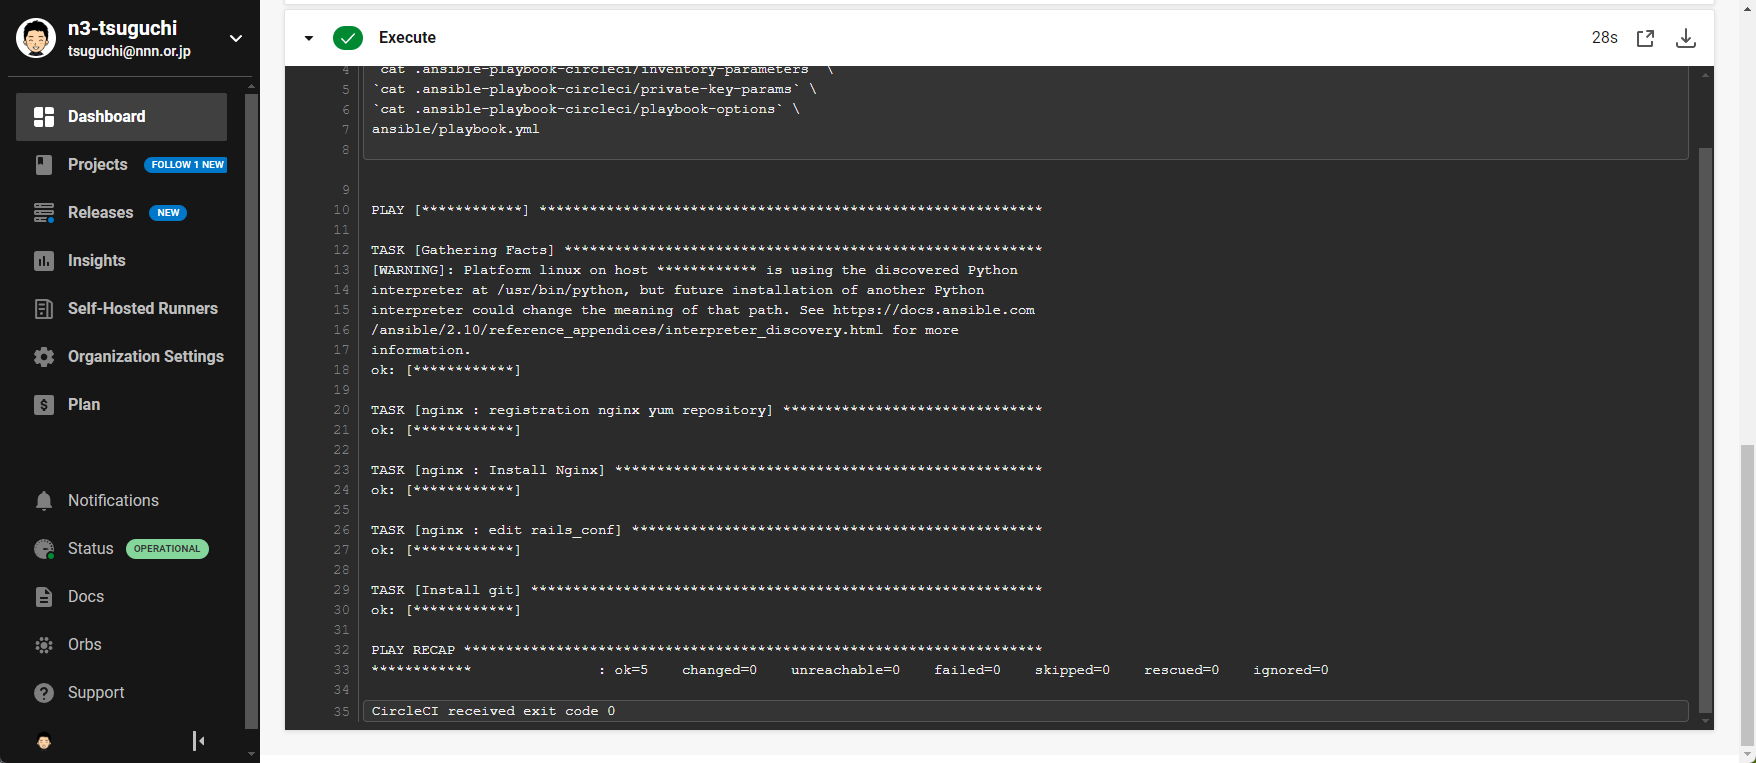 n3-tsuguchi
tsuguchi@nnn.or.jp
Dashboard
Projects FOLLOW 1 NEW
Releases NEW
Insights
Self-Hosted Runners
Organization Settings
Plan
Notifications
Status OPERATIONAL
Docs
Orbs
Support
Execute 28s
4 `cat .ansible-playbook-circleci/inventory-parameters` \
5 `cat .ansible-playbook-circleci/private-key-params` \
6 `cat .ansible-playbook-circleci/playbook-options` \
7 ansible/playbook.yml
8
9
10 PLAY [************] ************************************************************
11
12 TASK [Gathering Facts] *********************************************************
13 [WARNING]: Platform linux on host ************ is using the discovered Python
14 interpreter at /usr/bin/python, but future installation of another Python
15 interpreter could change the meaning of that path. See https://docs.ansible.com
16 /ansible/2.10/reference_appendices/interpreter_discovery.html for more
17 information.
18 ok: [************]
19
20 TASK [nginx : registration nginx yum repository] *******************************
21 ok: [************]
22
23 TASK [nginx : Install Nginx] ***************************************************
24 ok: [************]
25
26 TASK [nginx : edit rails_conf] *************************************************
27 ok: [************]
28
29 TASK [Install git] *************************************************************
30 ok: [************]
31
32 PLAY RECAP *********************************************************************
33 ************ : ok=5 changed=0 unreachable=0 failed=0 skipped=0 rescued=0 ignored=0
34
35 CircleCI received exit code 0